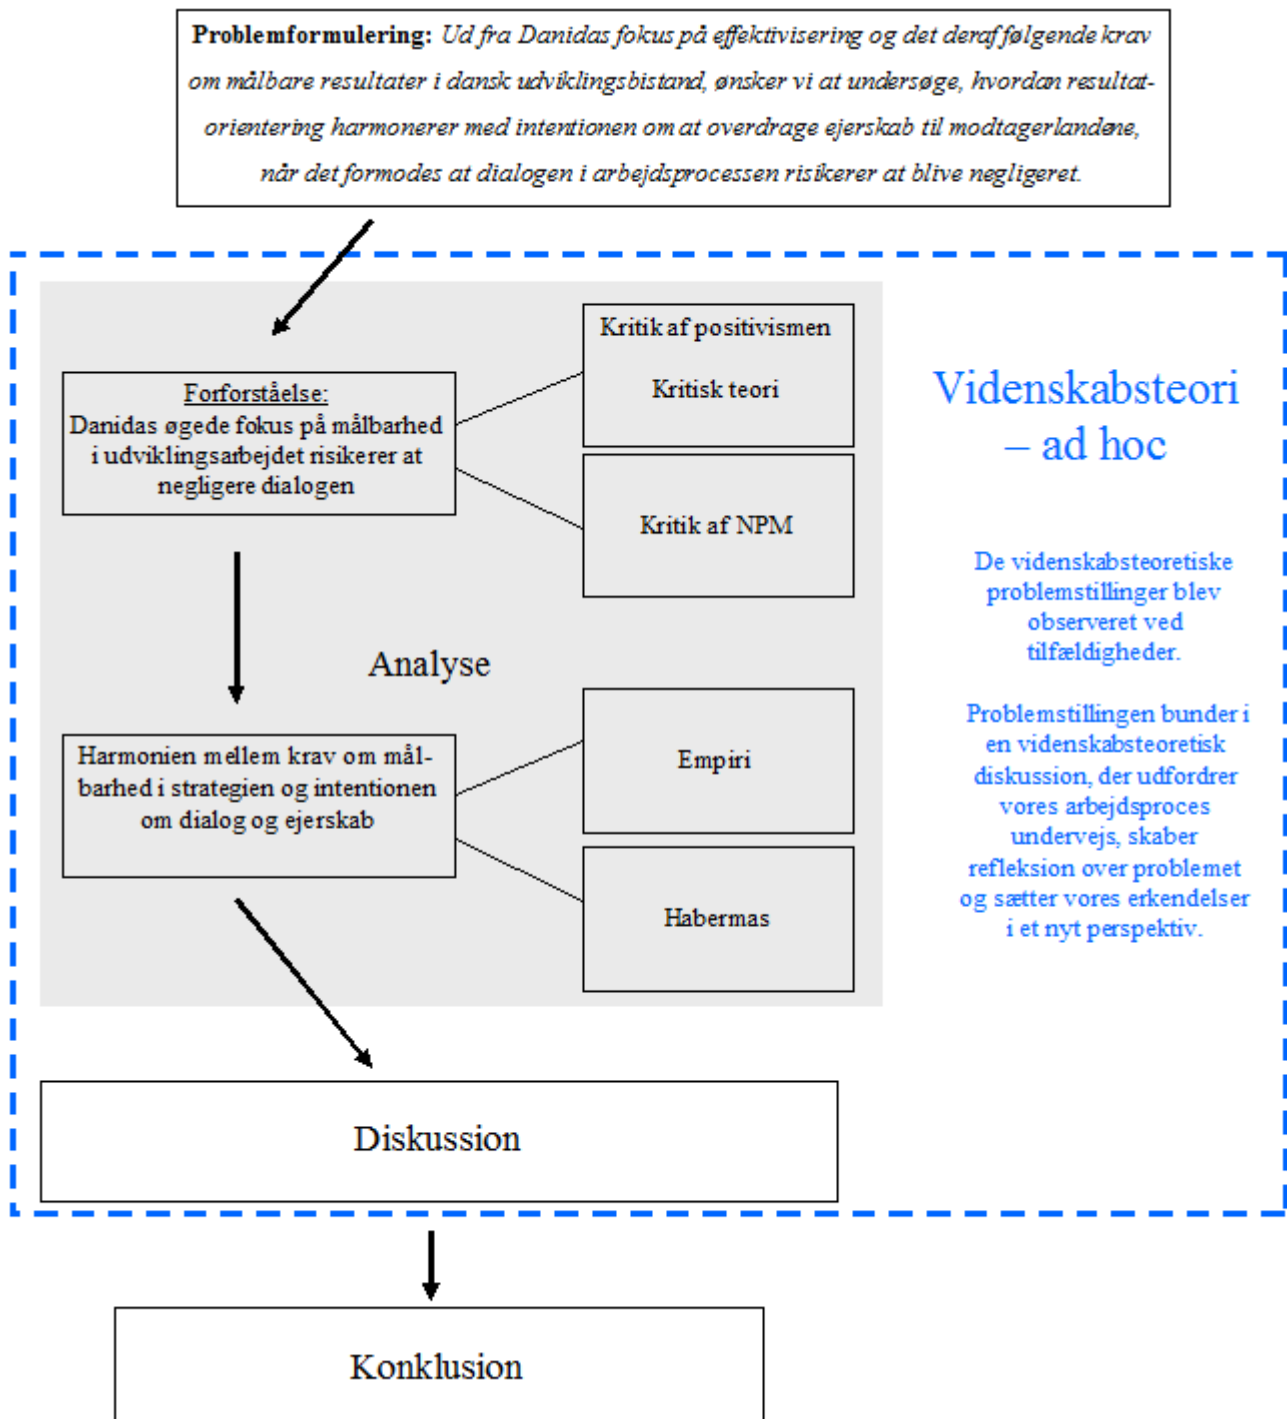 Problemformulering: Ud fra Danidas fokus på effektivisering og det deraf følgende krav
om målbare resultater i dansk udviklingsbistand, ønsker vi at undersøge, hvordan resultat-
orientering harmonerer med intentionen om at overdrage ejerskab til modtagerlandene,
når det formodes at dialogen i arbejdsprocessen risikerer at blive negligeret.
Forforståelse:
Danidas øgede fokus på målbarhed
i udviklingsarbejdet risikerer at
negligere dialogen
Kritik af positivismen
Kritisk teori
Kritik af NPM
Analyse
Harmonien mellem krav om mål-
barhed i strategien og intentionen
om dialog og ejerskab
Empiri
Habermas
Videnskabsteori
– ad hoc
De videnskabsteoretiske
problemstillinger blev
observeret ved
tilfældigheder.
Problemstillingen bunder i
en videnskabsteoretisk
diskussion, der udfordrer
vores arbejdsproces
undervejs, skaber
refleksion over problemet
og sætter vores erkendelser
i et nyt perspektiv.
Diskussion
Konklusion